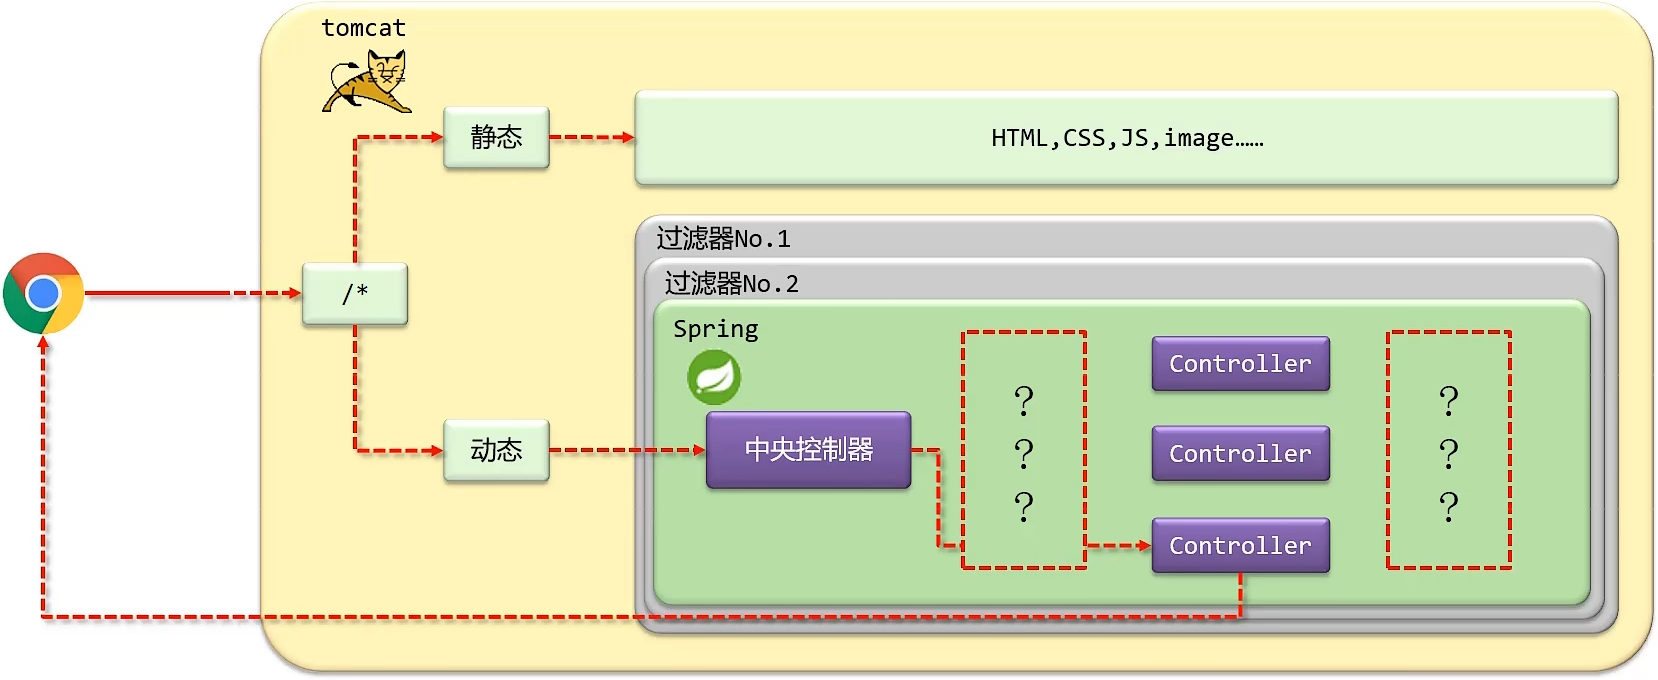 tomcat
静态
HTML,CSS,JS,image……
过滤器No.1
过滤器No.2
/*
Spring
动态
中央控制器
?
?
?
Controller
Controller
Controller
?
?
?